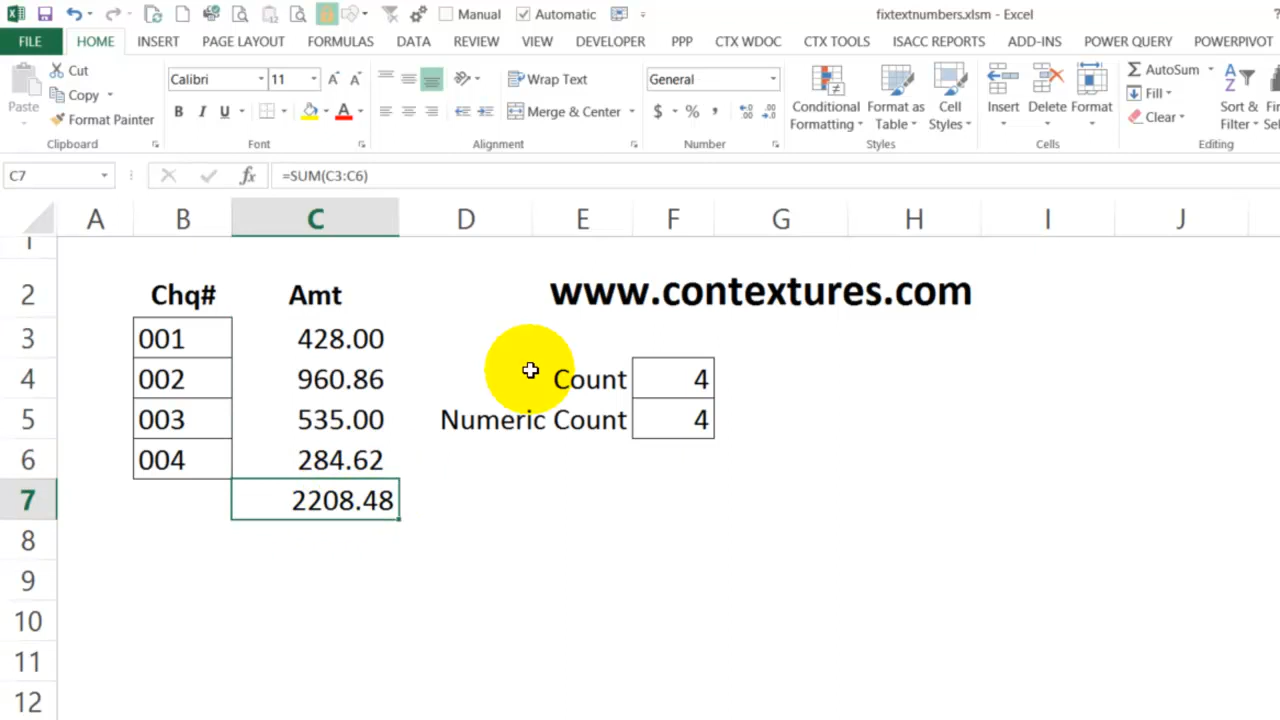 Manual
Automatic
fixtextnumbers.xlsm - Excel
?
FILE
HOME
INSERT
PAGE LAYOUT
FORMULAS
DATA
REVIEW
VIEW
DEVELOPER
PPP
CTX WDOC
CTX TOOLS
ISACC REPORTS
ADD-INS
POWER QUERY
POWERPIVOT
Paste
Cut
Copy
Format Painter
Clipboard
Calibri
11
B I U
Font
Wrap Text
Merge & Center
Alignment
General
$ % ,
Number
Conditional
Formatting
Format as
Table
Cell
Styles
Styles
Insert
Delete
Format
Cells
AutoSum
Fill
Clear
Sort &
Filter
Editing
C7
fx
=SUM(C3:C6)
A B C D E F G H I J
1
2 Chq# Amt www.contextures.com
3 001 428.00
4 002 960.86 Count 4
5 003 535.00 Numeric Count 4
6 004 284.62
7 2208.48
8
9
10
11
12